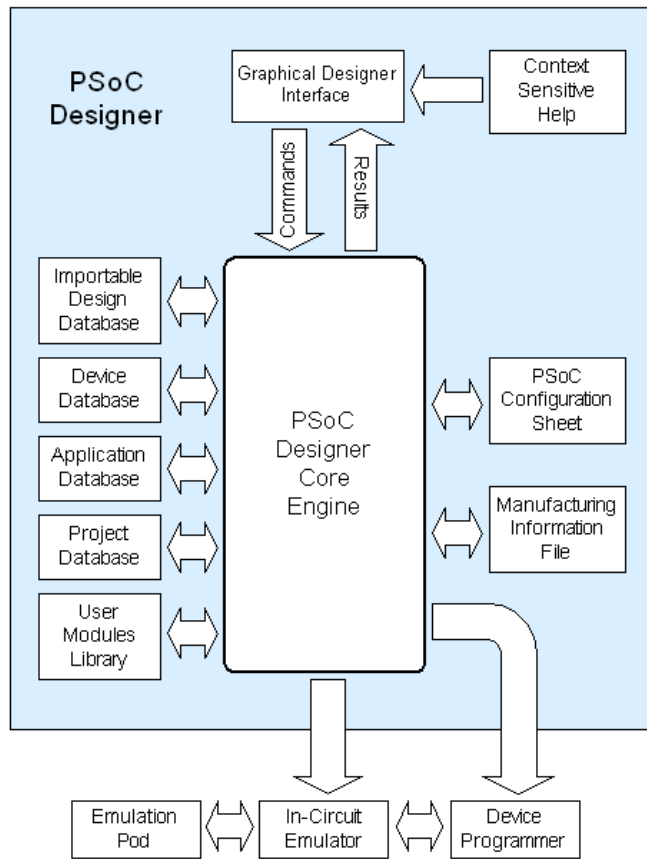 PSoC
Designer
Graphical Designer
Interface
Context
Sensitive
Help
Commands
Results
Importable
Design
Database
Device
Database
Application
Database
Project
Database
User
Modules
Library
PSoC
Designer
Core
Engine
PSoC
Configuration
Sheet
Manufacturing
Information
File
Emulation
Pod
In-Circuit
Emulator
Device
Programmer